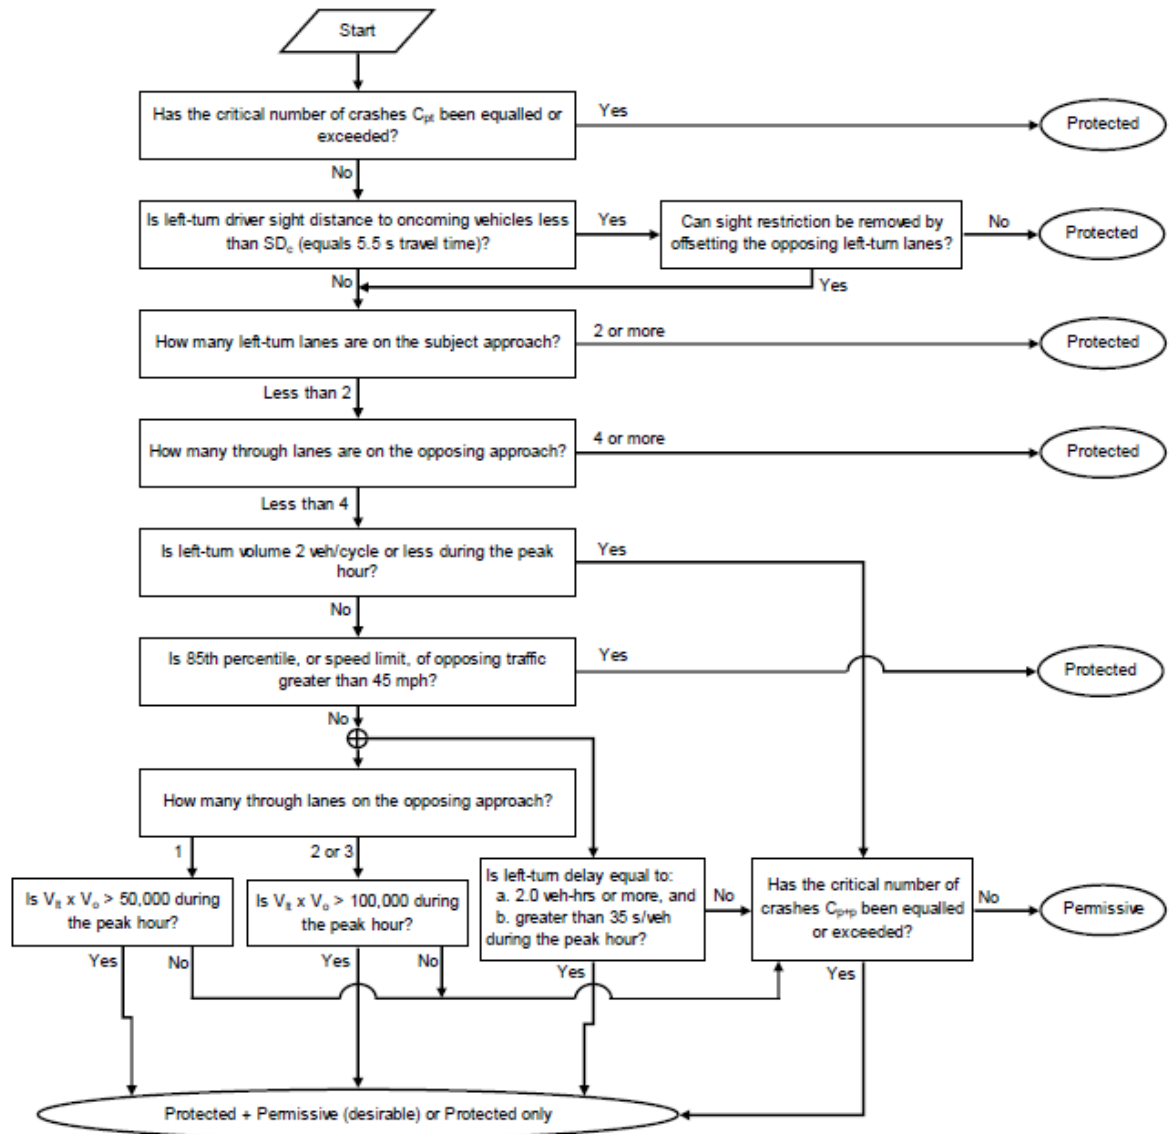 Start
Has the critical number of crashes Cpt been equalled or
exceeded?
Yes
Protected
No
Is left-turn driver sight distance to oncoming vehicles less
than SDc (equals 5.5 s travel time)?
Yes
Can sight restriction be removed by
offsetting the opposing left-turn lanes?
No
Protected
No
Yes
How many left-turn lanes are on the subject approach?
2 or more
Protected
Less than 2
How many through lanes are on the opposing approach?
4 or more
Protected
Less than 4
Is left-turn volume 2 veh/cycle or less during the peak
hour?
Yes
No
Is 85th percentile, or speed limit, of opposing traffic
greater than 45 mph?
Yes
Protected
No
How many through lanes on the opposing approach?
1
2 or 3
Is Vlt x Vo > 50,000 during
the peak hour?
Is Vlt x Vo > 100,000 during
the peak hour?
Is left-turn delay equal to:
a. 2.0 veh-hrs or more, and
b. greater than 35 s/veh
during the peak hour?
No
Has the critical number of
crashes Cp+p been equalled
or exceeded?
No
Permissive
Yes
No
Yes
No
Yes
Yes
Protected + Permissive (desirable) or Protected only